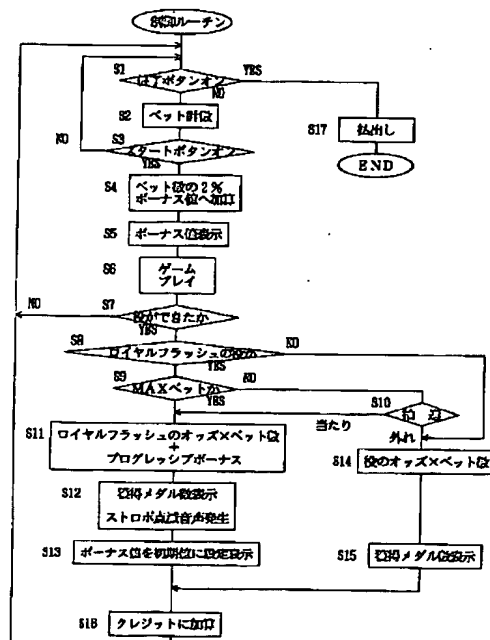 ルーチン
S1
終了ボタンオン
YES
NO
S2
ベット計数
S3
スタートボタンオン
NO
YES
S17
払出し
END
S4
ベット数の2%
ボーナス値へ加算
S5
ボーナス値表示
S6
ゲーム
プレイ
S7
役ができたか
NO
YES
S8
ロイヤルフラッシュの役か
NO
YES
S9
MAXベットか
NO
YES
S10
抽選
当たり
外れ
S11
ロイヤルフラッシュのオッズ×ベット数
+
プログレッシブボーナス
S14
役のオッズ×ベット数
S12
獲得メダル数表示
ストロボ点滅音声発生
S13
ボーナス値を初期値に設定表示
S15
獲得メダル数表示
S16
クレジットに加算